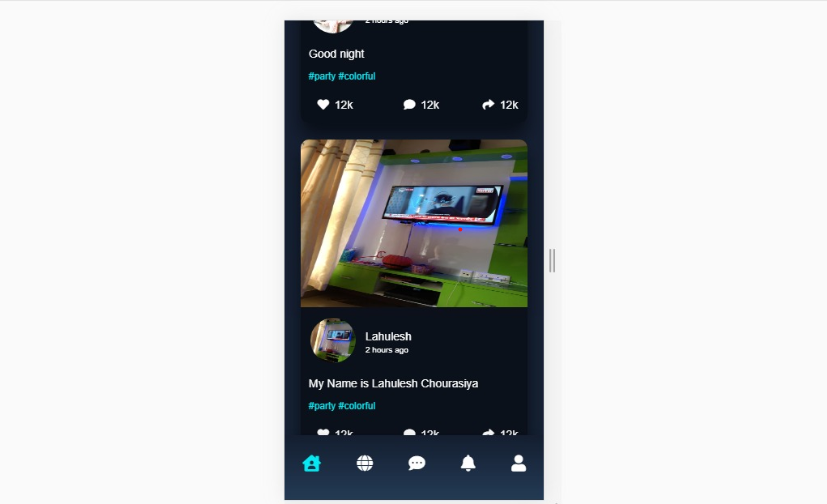 2 hours ago
Good night
#party #colorful
12k 12k 12k
Lahulesh
2 hours ago
My Name is Lahulesh Chourasiya
#party #colorful
12k 12k 12k